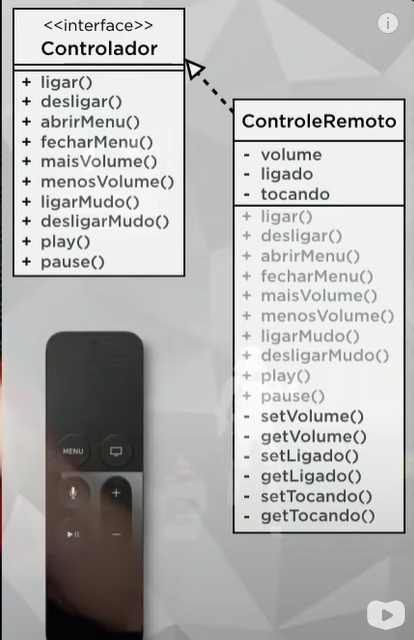 <<interface>>
Controlador
+ ligar()
+ desligar()
+ abrirMenu()
+ fecharMenu()
+ maisVolume()
+ menosVolume()
+ ligarMudo()
+ desligarMudo()
+ play()
+ pause()
ControleRemoto
- volume
- ligado
- tocando
+ ligar()
+ desligar()
+ abrirMenu()
+ fecharMenu()
+ maisVolume()
+ menosVolume()
+ ligarMudo()
+ desligarMudo()
+ play()
+ pause()
- setVolume()
- getVolume()
- setLigado()
- getLigado()
- setTocando()
- getTocando()
MENU
+
−